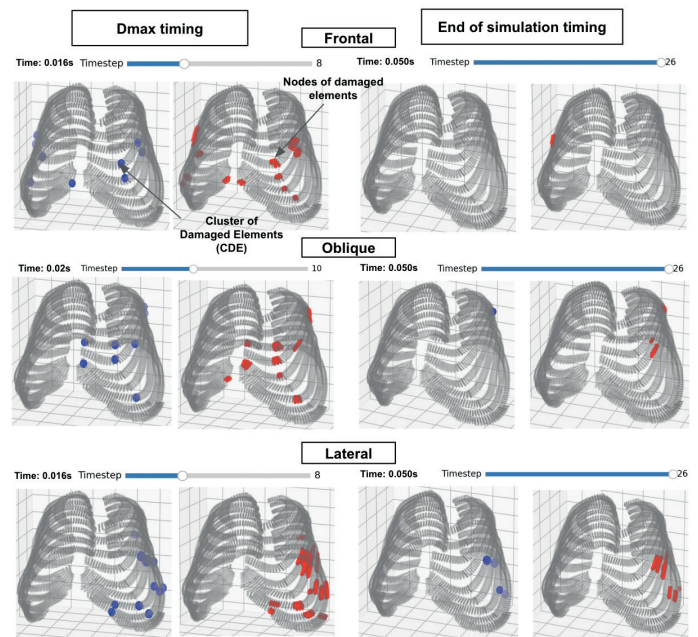 Dmax timing
End of simulation timing
Frontal
Time: 0.016s Timestep 8
Time: 0.050s Timestep 26
Nodes of damaged
elements
Cluster of
Damaged Elements
(CDE)
Oblique
Time: 0.02s Timestep 10
Time: 0.050s Timestep 26
Lateral
Time: 0.016s Timestep 8
Time: 0.050s Timestep 26